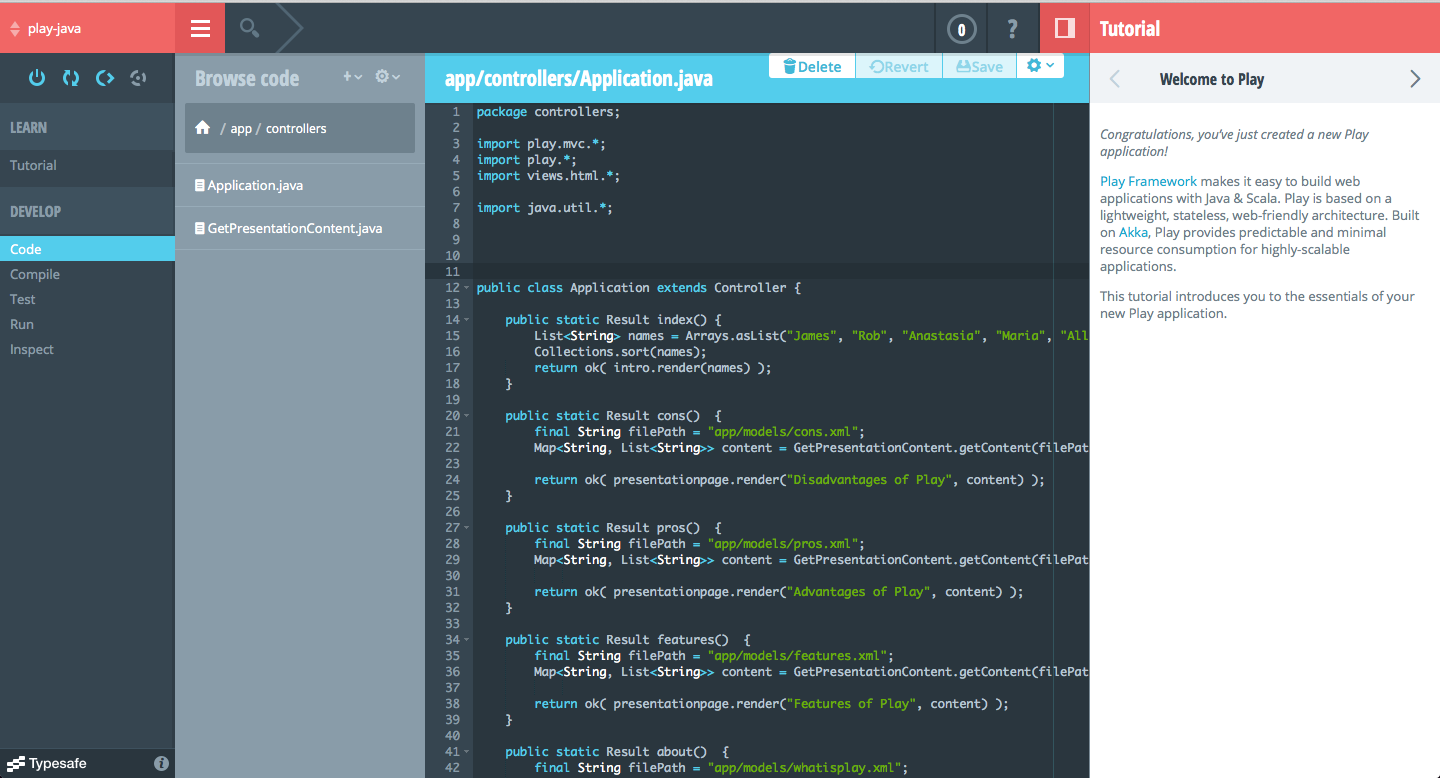 play-java
0
?
Tutorial
LEARN
Tutorial
DEVELOP
Code
Compile
Test
Run
Inspect
Typesafe
i
Browse code
+
/ app / controllers
Application.java
GetPresentationContent.java
app/controllers/Application.java
Delete
Revert
Save
1 package controllers;
2
3 import play.mvc.*;
4 import play.*;
5 import views.html.*;
6
7 import java.util.*;
8
9
10
11
12 public class Application extends Controller {
13
14 public static Result index() {
15 List<String> names = Arrays.asList("James", "Rob", "Anastasia", "Maria", "All
16 Collections.sort(names);
17 return ok( intro.render(names) );
18 }
19
20 public static Result cons()  {
21 final String filePath = "app/models/cons.xml";
22 Map<String, List<String>> content = GetPresentationContent.getContent(filePat
23
24 return ok( presentationpage.render("Disadvantages of Play", content) );
25 }
26
27 public static Result pros()  {
28 final String filePath = "app/models/pros.xml";
29 Map<String, List<String>> content = GetPresentationContent.getContent(filePat
30
31 return ok( presentationpage.render("Advantages of Play", content) );
32 }
33
34 public static Result features()  {
35 final String filePath = "app/models/features.xml";
36 Map<String, List<String>> content = GetPresentationContent.getContent(filePat
37
38 return ok( presentationpage.render("Features of Play", content) );
39 }
40
41 public static Result about()  {
42 final String filePath = "app/models/whatisplay.xml";
Welcome to Play
Congratulations, you've just created a new Play
application!
Play Framework makes it easy to build web
applications with Java & Scala. Play is based on a
lightweight, stateless, web-friendly architecture. Built
on Akka, Play provides predictable and minimal
resource consumption for highly-scalable
applications.
This tutorial introduces you to the essentials of your
new Play application.